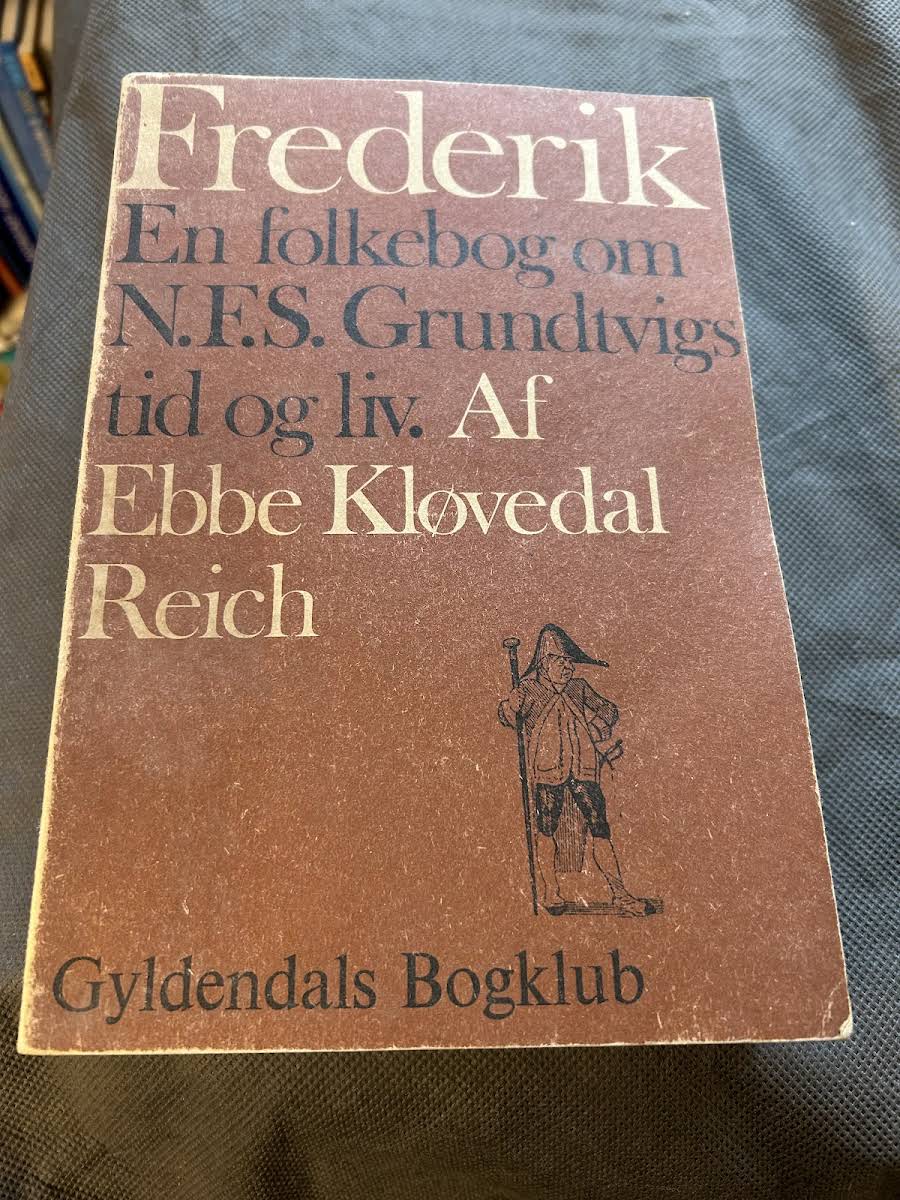 Frederik
En folkebog om
N.F.S. Grundtvigs
tid og liv. Af
Ebbe Kløvedal
Reich
Gyldendals Bogklub